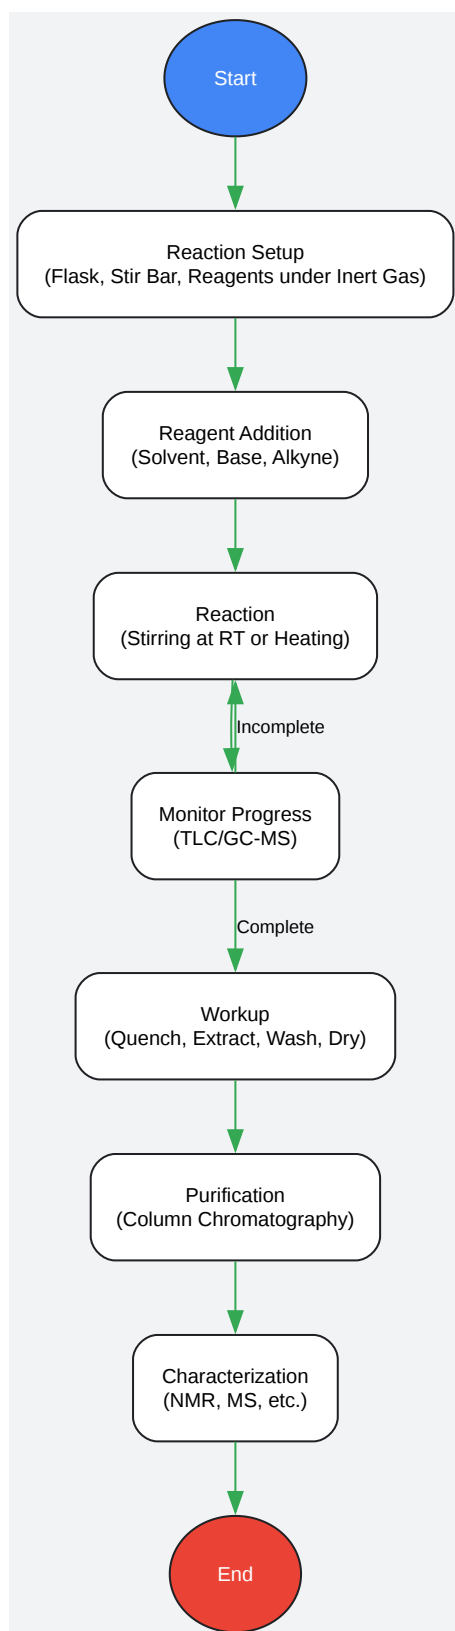 Start
Reaction Setup
(Flask, Stir Bar, Reagents under Inert Gas)
Reagent Addition
(Solvent, Base, Alkyne)
Reaction
(Stirring at RT or Heating)
Incomplete
Monitor Progress
(TLC/GC-MS)
Complete
Workup
(Quench, Extract, Wash, Dry)
Purification
(Column Chromatography)
Characterization
(NMR, MS, etc.)
End